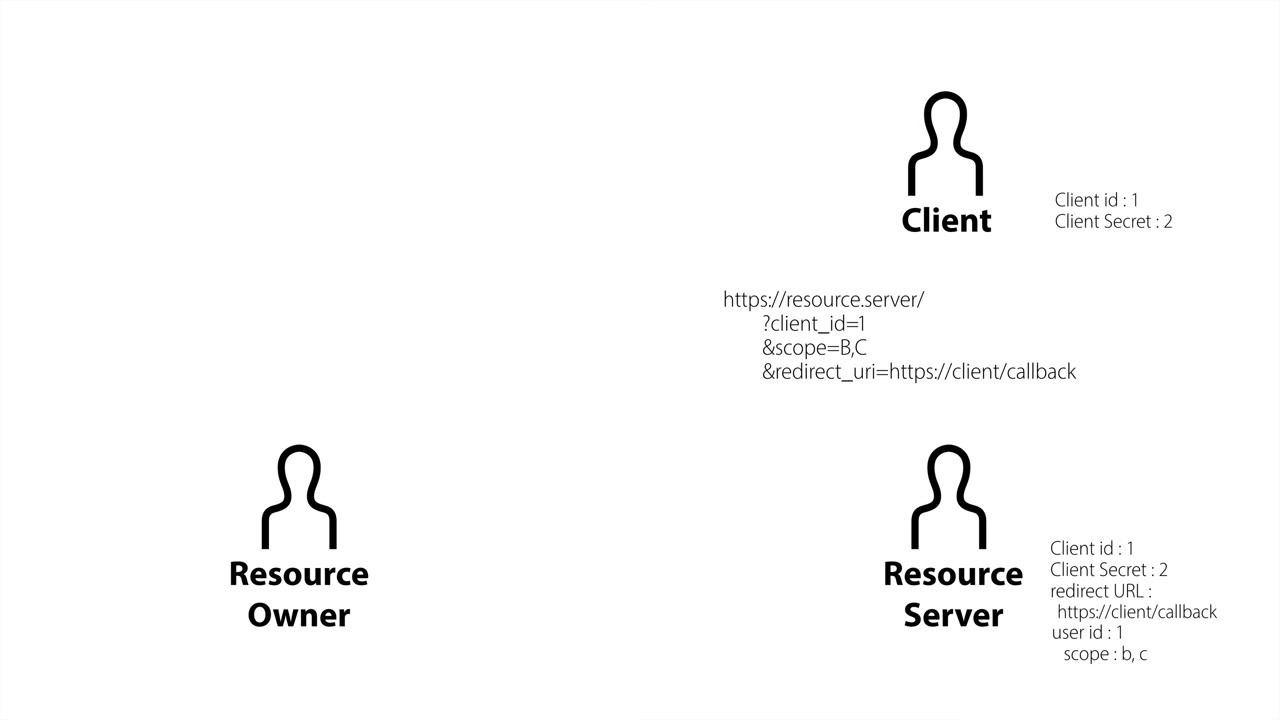 Client
Client id : 1
Client Secret : 2
https://resource.server/
?client_id=1
&scope=B,C
&redirect_uri=https://client/callback
Resource
Owner
Resource
Server
Client id : 1
Client Secret : 2
redirect URL :
https://client/callback
user id : 1
scope : b, c